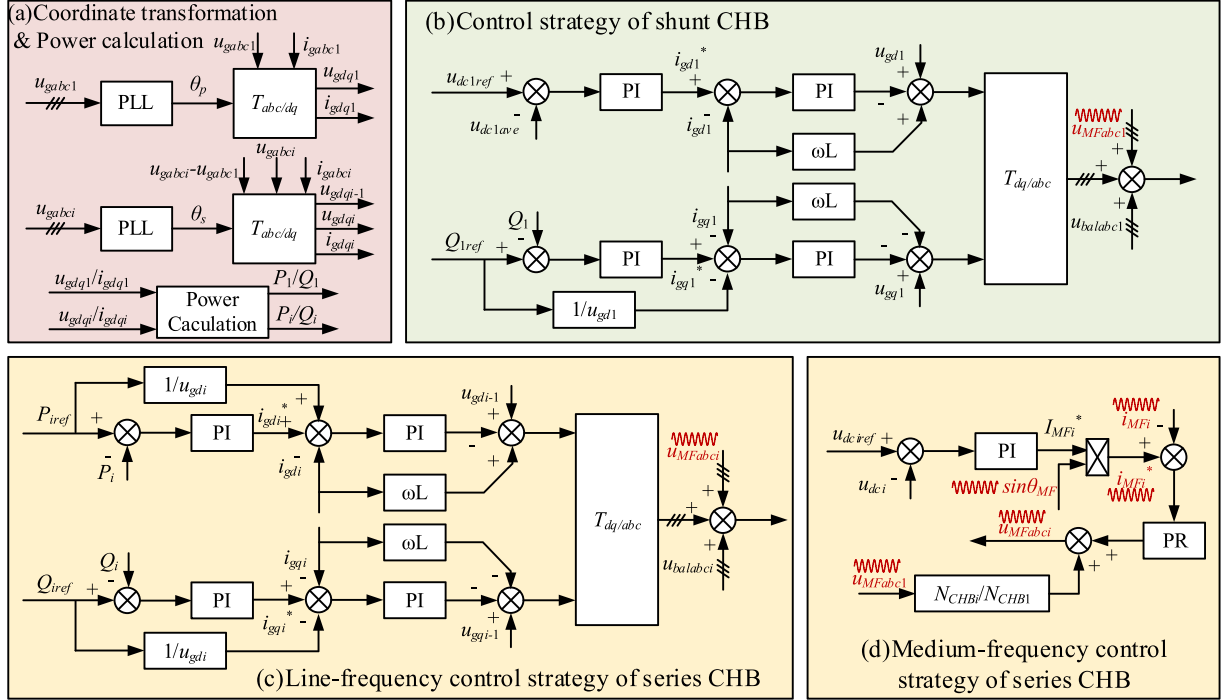 (a)Coordinate transformation
& Power calculation
u_gabc1
i_gabc1
u_gabc1
PLL
θ_p
T_abc/dq
u_gdq1
i_gdq1
u_gabci
u_gabci-u_gabc1
i_gabci
u_gabci
PLL
θ_s
T_abc/dq
u_gdqi-1
u_gdqi
i_gdqi
u_gdq1/i_gdq1
u_gdqi/i_gdqi
Power
Caculation
P_1/Q_1
P_i/Q_i
(b)Control strategy of shunt CHB
u_dc1ref
+
-
u_dc1ave
PI
i_gd1*
+
-
i_gd1
PI
u_gd1
+
-
+
ωL
ωL
i_gq1
Q_1
Q_1ref
+
-
PI
+
-
-
i_gq1*
PI
-
-
+
u_gq1
1/u_gd1
T_dq/abc
u_MFabc1
+
+
+
u_balabc1
1/u_gdi
P_iref
+
-
P_i
PI
i_gdi*
+
+
-
i_gdi
PI
u_gdi-1
+
-
+
ωL
ωL
i_gqi
Q_i
Q_iref
+
-
PI
+
-
-
i_gqi*
PI
-
-
+
u_gqi-1
1/u_gdi
T_dq/abc
u_MFabci
+
+
+
u_balabci
(c)Line-frequency control strategy of series CHB
u_dciref
+
-
u_dci
PI
I_MFi*
i_MFi
+
-
i_MFi*
sinθ_MF
u_MFabci
PR
+
+
u_MFabc1
N_CHBi/N_CHB1
(d)Medium-frequency control
strategy of series CHB